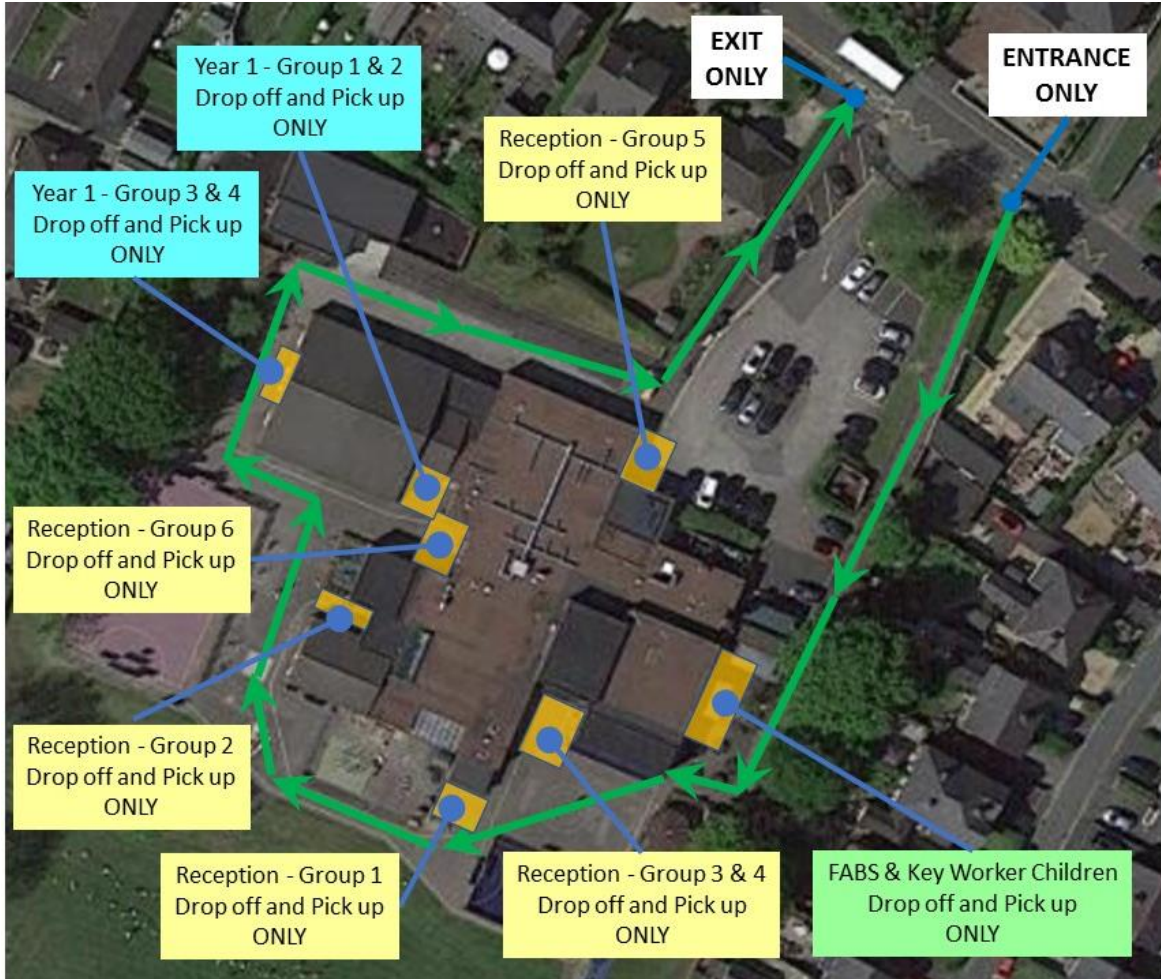 EXIT
ONLY
ENTRANCE
ONLY
Year 1 - Group 1 & 2
Drop off and Pick up
ONLY
Reception - Group 5
Drop off and Pick up
ONLY
Year 1 - Group 3 & 4
Drop off and Pick up
ONLY
Reception - Group 6
Drop off and Pick up
ONLY
Reception - Group 2
Drop off and Pick up
ONLY
Reception - Group 1
Drop off and Pick up
ONLY
Reception - Group 3 & 4
Drop off and Pick up
ONLY
FABS & Key Worker Children
Drop off and Pick up
ONLY